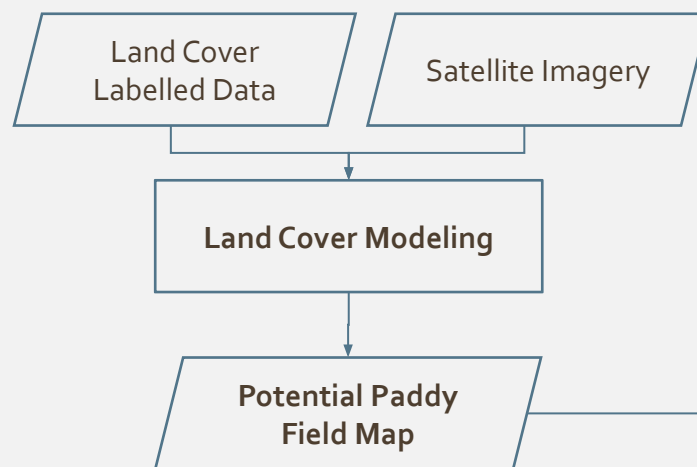 Land Cover
Labelled Data
Satellite Imagery
Land Cover Modeling
Potential Paddy
Field Map